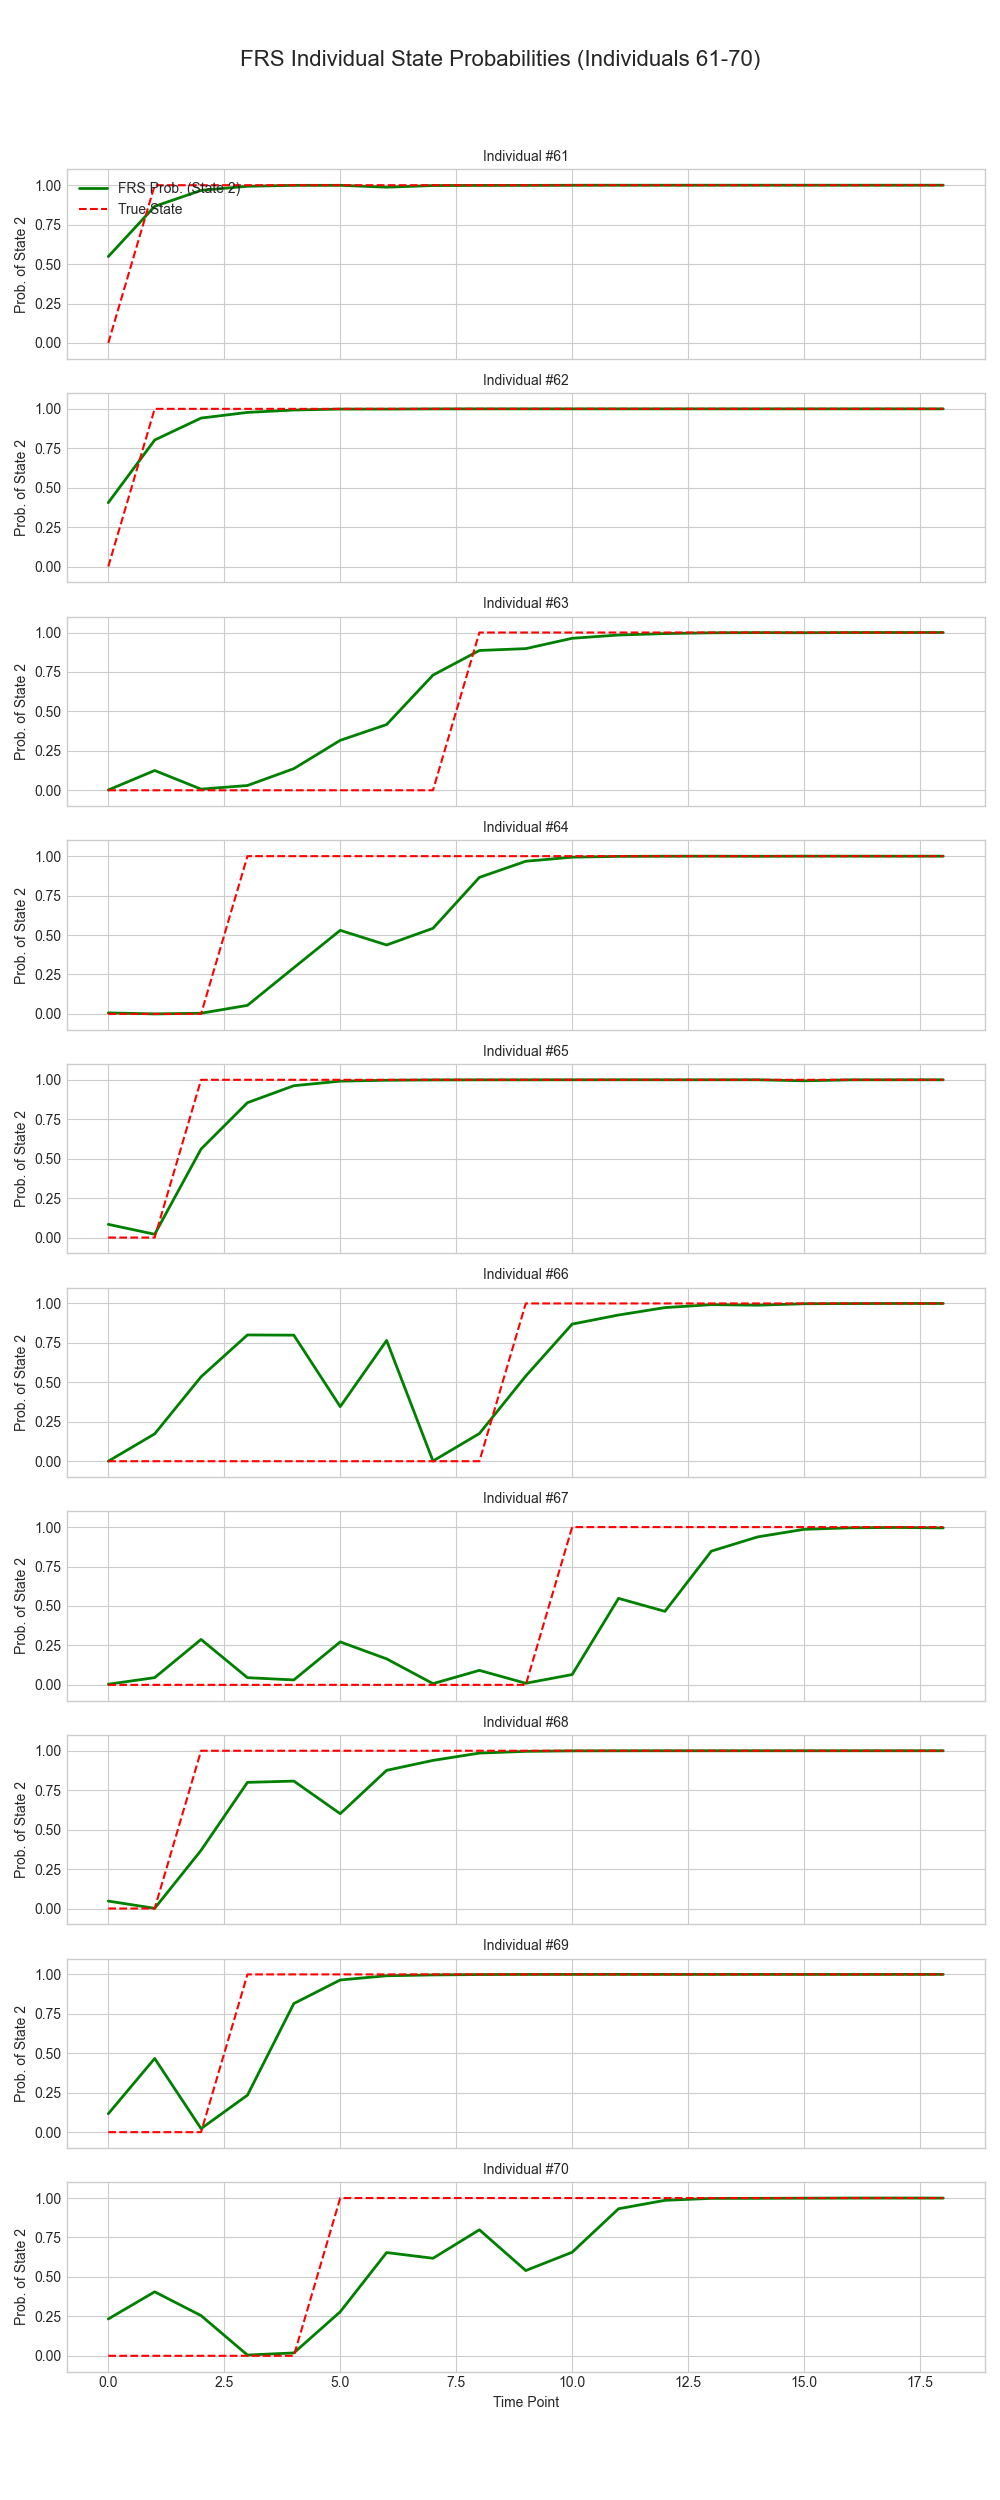 FRS Individual State Probabilities (Individuals 61-70)
Individual #61
FRS Prob. (State 2)
True State
1.00
0.75
0.50
0.25
0.00
Prob. of State 2
Individual #62
1.00
0.75
0.50
0.25
0.00
Prob. of State 2
Individual #63
1.00
0.75
0.50
0.25
0.00
Prob. of State 2
Individual #64
1.00
0.75
0.50
0.25
0.00
Prob. of State 2
Individual #65
1.00
0.75
0.50
0.25
0.00
Prob. of State 2
Individual #66
1.00
0.75
0.50
0.25
0.00
Prob. of State 2
Individual #67
1.00
0.75
0.50
0.25
0.00
Prob. of State 2
Individual #68
1.00
0.75
0.50
0.25
0.00
Prob. of State 2
Individual #69
1.00
0.75
0.50
0.25
0.00
Prob. of State 2
Individual #70
1.00
0.75
0.50
0.25
0.00
Prob. of State 2
0.0 2.5 5.0 7.5 10.0 12.5 15.0 17.5
Time Point